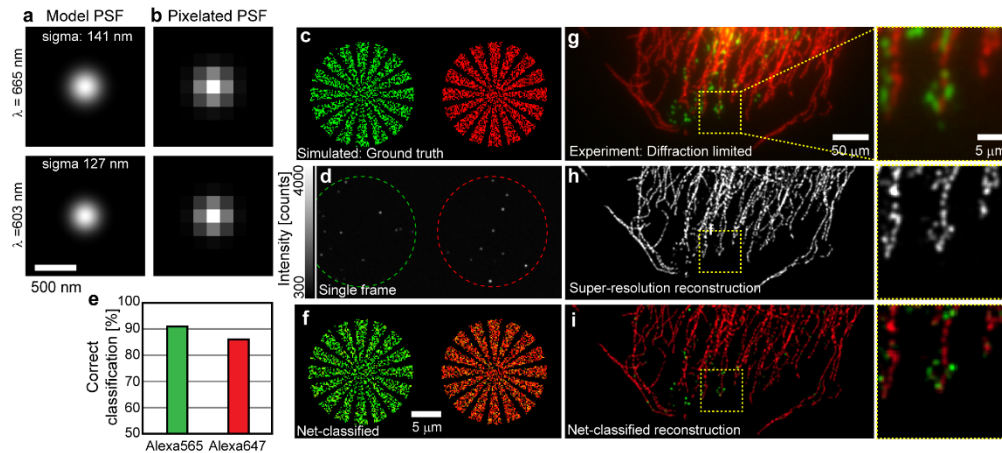 a Model PSF
b Pixelated PSF
sigma: 141 nm
λ = 665 nm
sigma 127 nm
λ =603 nm
500 nm
c
Simulated: Ground truth
d
4000
Intensity [counts]
300
Single frame
e
100
90
80
70
60
50
Correct
classification [%]
Alexa565 Alexa647
f
Net-classified
5 μm
g
Experiment: Diffraction limited
50 μm
5 μm
h
Super-resolution reconstruction
i
Net-classified reconstruction